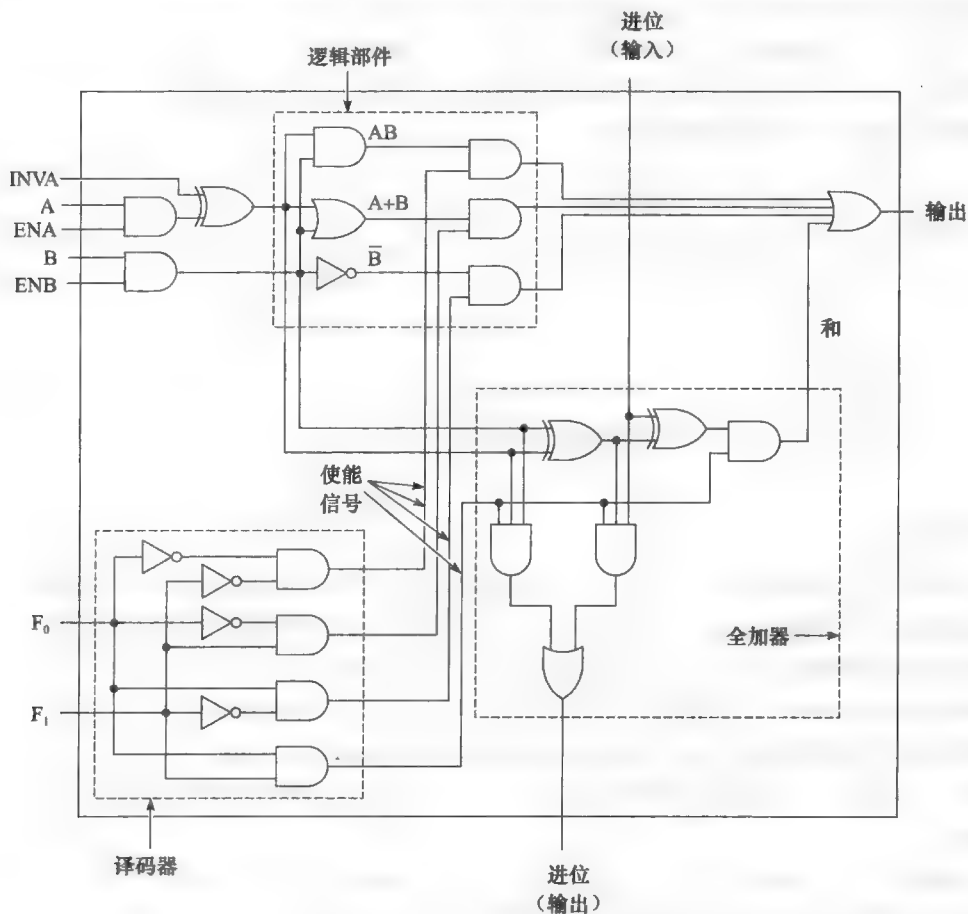 进位
（输入）
逻辑部件
AB
INVA
A
A+B
ENA
输出
B
B̅
ENB
和
使能
信号
F₀
全加器
F₁
译码器
进位
（输出）